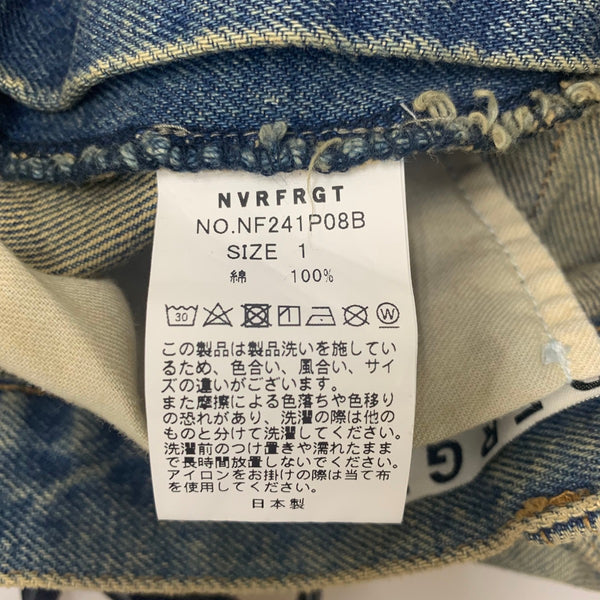 NVRFRGT
NO.NF241P08B
SIZE 1
綿 100%
30
W
この製品は製品洗いを施してい
るため、色合い、風合い、サイ
ズの違いがございます。
また摩擦による色落ちや色移り
の恐れがあり、洗濯の際は他の
ものと分けて洗濯してください。
洗濯前のつけ置きや濡れたまま
で長時間放置しないでください。
アイロンをお掛けの際は当て布
を使用してください。
日本製